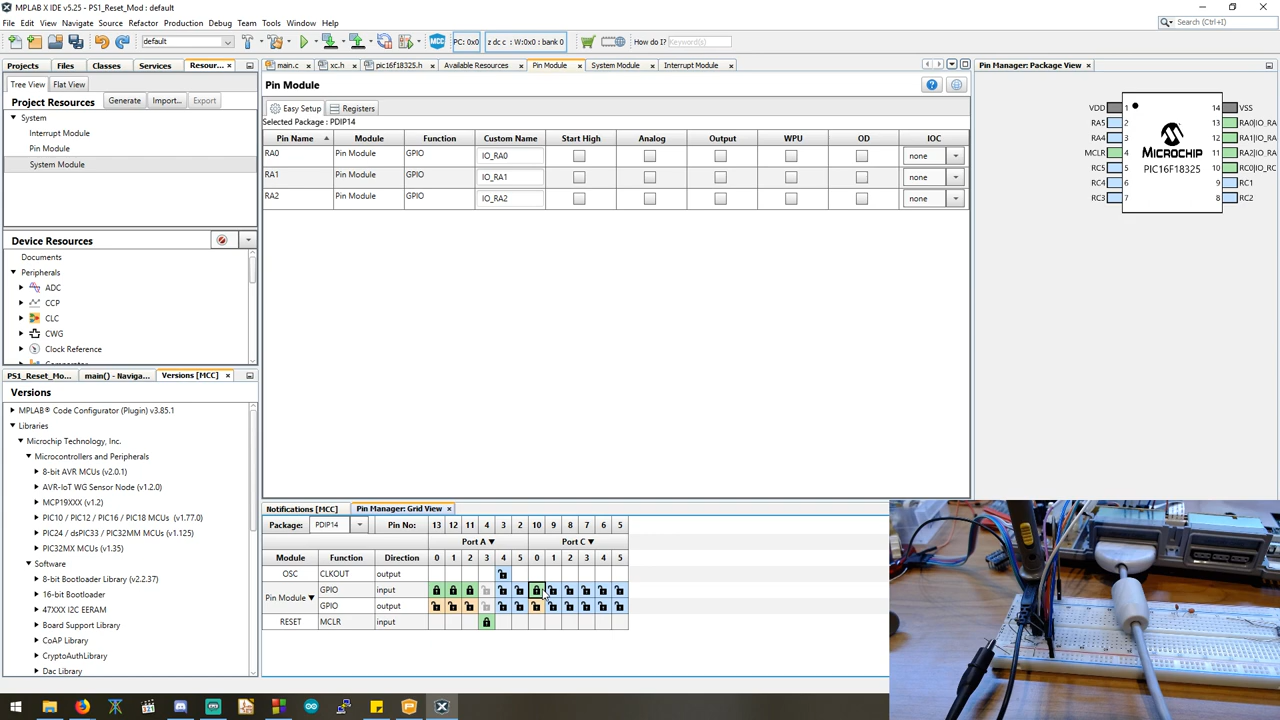 MPLAB X IDE v5.25 - PS1_Reset_Mod : default
File Edit View Navigate Source Refactor Production Debug Team Tools Window Help
Search (Ctrl+I)
default
MCC
PC: 0x0
z dc c : W:0x0 : bank 0
How do I?
Keyword(s)
Projects Files Classes Services Resour...
Tree View Flat View
Project Resources Generate Import... Export
System
Interrupt Module
Pin Module
System Module
Device Resources
Documents
Peripherals
ADC
CCP
CLC
CWG
Clock Reference
PS1_Reset_Mo... main() - Naviga... Versions [MCC]
Versions
MPLAB® Code Configurator (Plugin) v3.85.1
Libraries
Microchip Technology, Inc.
Microcontrollers and Peripherals
8-bit AVR MCUs (v2.0.1)
AVR-IoT WG Sensor Node (v1.2.0)
MCP19XXX (v1.2)
PIC10 / PIC12 / PIC16 / PIC18 MCUs (v1.77.0)
PIC24 / dsPIC33 / PIC32MM MCUs (v1.125)
PIC32MX MCUs (v1.35)
Software
8-bit Bootloader Library (v2.2.37)
16-bit Bootloader
47XXX I2C EERAM
Board Support Library
CoAP Library
CryptoAuthLibrary
Dac Library
main.c xc.h pic16f18325.h Available Resources Pin Module System Module Interrupt Module
Pin Module
Easy Setup Registers
Selected Package : PDIP14
Pin Name Module Function Custom Name Start High Analog Output WPU OD IOC
RA0 Pin Module GPIO IO_RA0 none
RA1 Pin Module GPIO IO_RA1 none
RA2 Pin Module GPIO IO_RA2 none
Notifications [MCC] Pin Manager: Grid View
Package: PDIP14 Pin No: 13 12 11 4 3 2 10 9 8 7 6 5
Port A ▼ Port C ▼
Module Function Direction 0 1 2 3 4 5 0 1 2 3 4 5
OSC CLKOUT output
Pin Module ▼ GPIO input
GPIO output
RESET MCLR input
Pin Manager: Package View
VDD 1 14 VSS
RA5 2 13 RA0|IO_RA
RA4 3 12 RA1|IO_RA
MCLR 4 11 RA2|IO_RA
RC5 5 10 RC0|IO_RC
RC4 6 9 RC1
RC3 7 8 RC2
MICROCHIP
PIC16F18325